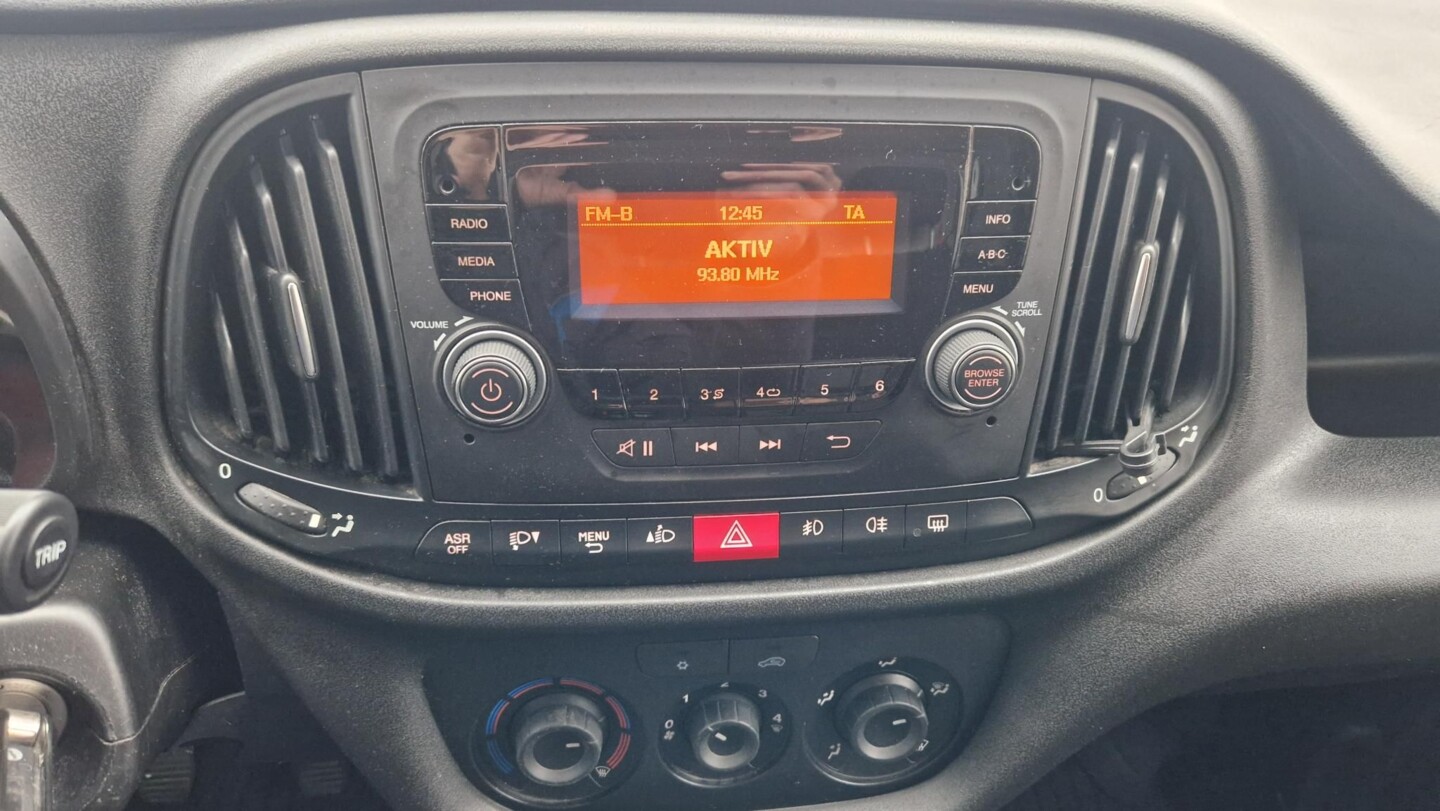 FM-B 12:45 TA
AKTIV
93.80 MHz
RADIO
MEDIA
PHONE
INFO
A·B·C
MENU
VOLUME
TUNE
SCROLL
BROWSE
ENTER
1 2 3 4 5 6
0
0
ASR
OFF
MENU
TRIP
0 1 2 3 4